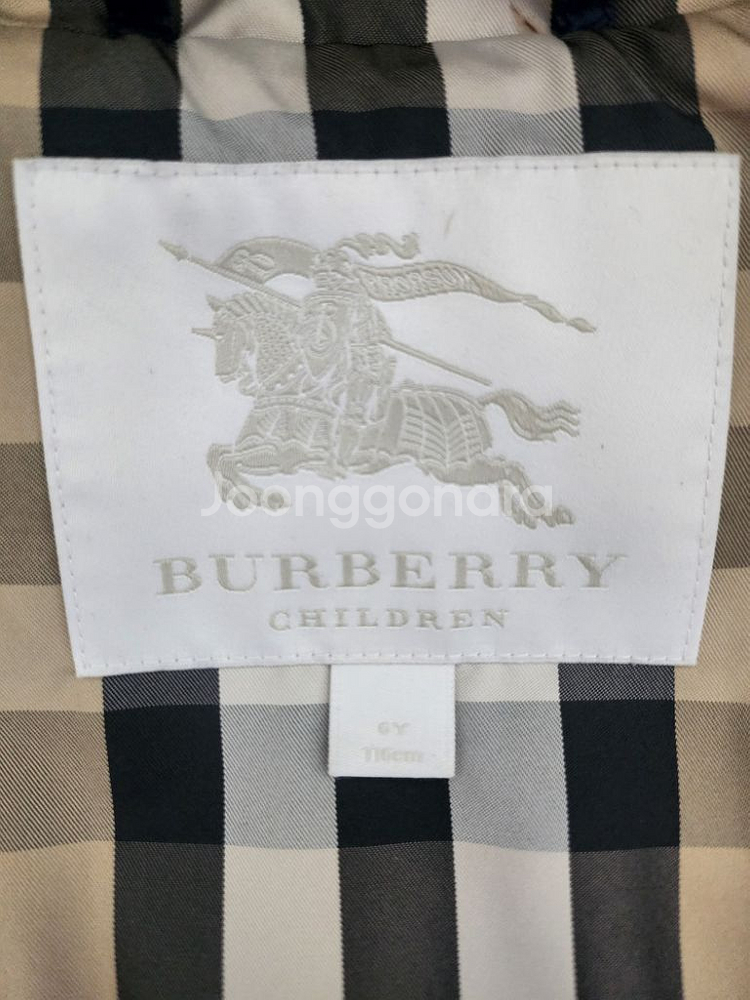 Joonggonara
BURBERRY
CHILDREN
6Y
116cm